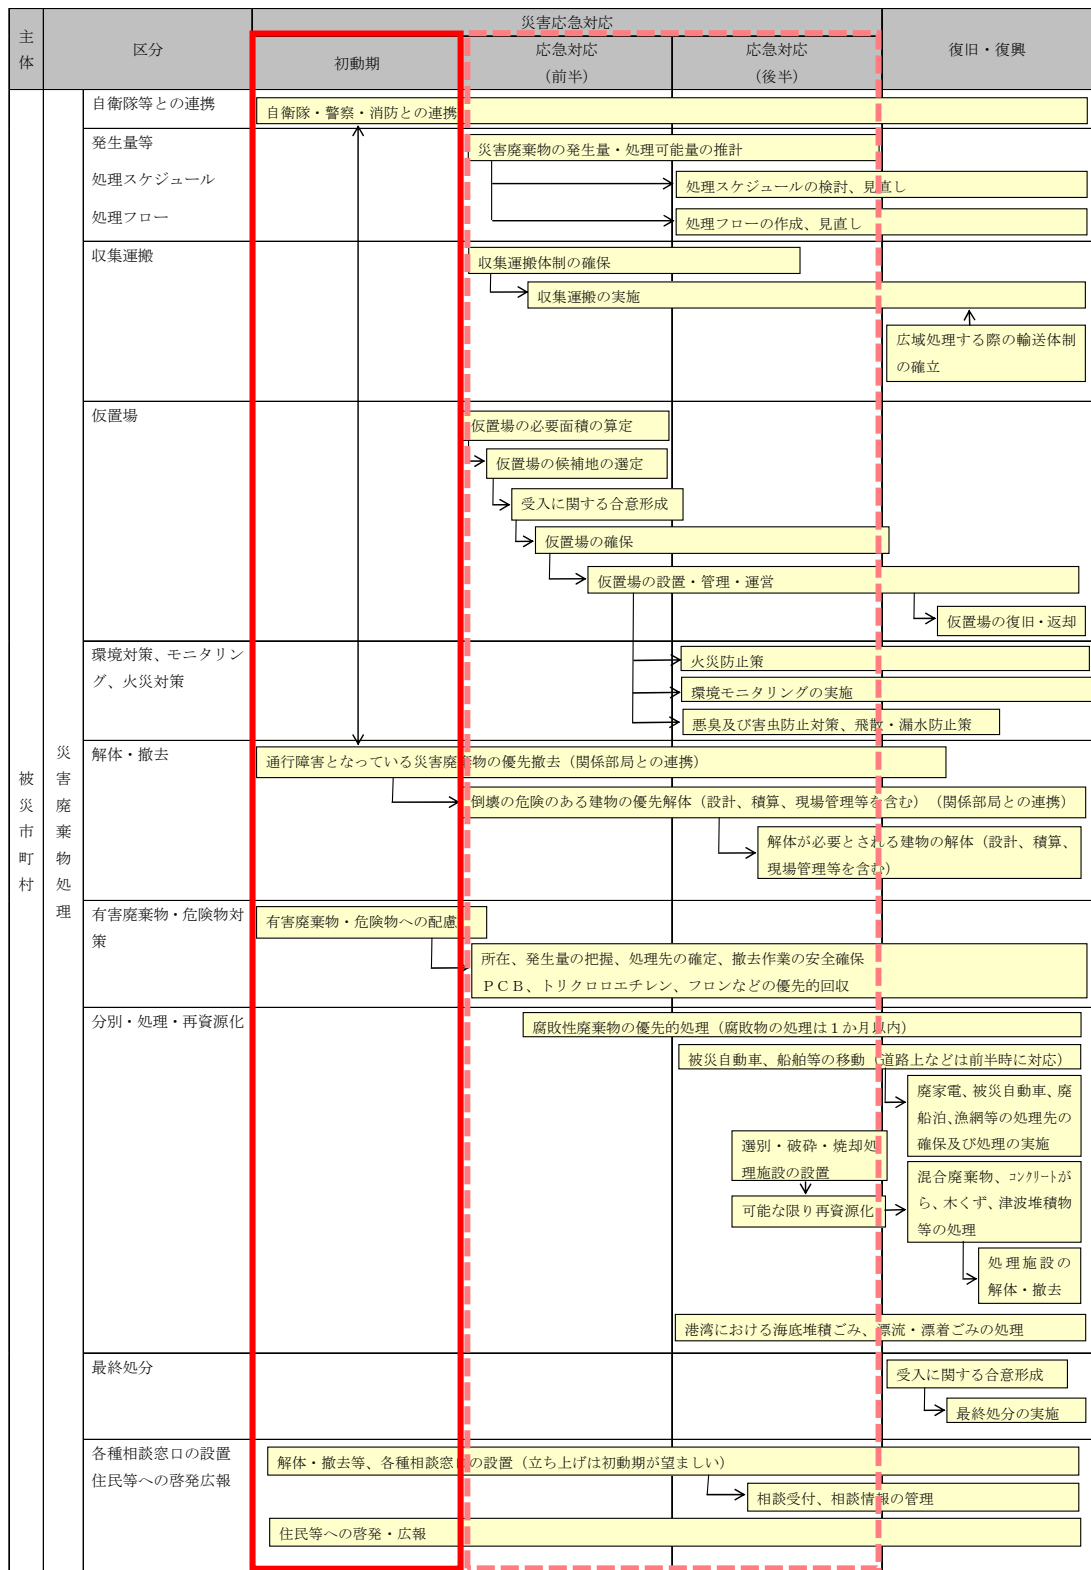 主体
区分
災害応急対応
初動期
応急対応
(前半)
応急対応
(後半)
復旧・復興
被災市町村
災害廃棄物処理
自衛隊等との連携
自衛隊・警察・消防との連携
発生量等
災害廃棄物の発生量・処理可能量の推計
処理スケジュール
処理スケジュールの検討、見直し
処理フロー
処理フローの作成、見直し
収集運搬
収集運搬体制の確保
収集運搬の実施
広域処理する際の輸送体制
の確立
仮置場
仮置場の必要面積の算定
仮置場の候補地の選定
受入に関する合意形成
仮置場の確保
仮置場の設置・管理・運営
仮置場の復旧・返却
環境対策、モニタリン
グ、火災対策
火災防止策
環境モニタリングの実施
悪臭及び害虫防止対策、飛散・漏水防止策
解体・撤去
通行障害となっている災害廃棄物の優先撤去（関係部局との連携）
倒壊の危険のある建物の優先解体（設計、積算、現場管理等を含む）（関係部局との連携）
解体が必要とされる建物の解体（設計、積算、
現場管理等を含む）
有害廃棄物・危険物対
策
有害廃棄物・危険物への配慮
所在、発生量の把握、処理先の確定、撤去作業の安全確保
ＰＣＢ、トリクロロエチレン、フロンなどの優先的回収
分別・処理・再資源化
腐敗性廃棄物の優先的処理（腐敗物の処理は１か月以内）
被災自動車、船舶等の移動（道路上などは前半時に対応）
廃家電、被災自動車、廃
船泊、漁網等の処理先の
確保及び処理の実施
選別・破砕・焼却処
理施設の設置
可能な限り再資源化
混合廃棄物、ｺﾝｸﾘｰﾄが
ら、木くず、津波堆積物
等の処理
処理施設の
解体・撤去
港湾における海底堆積ごみ、漂流・漂着ごみの処理
最終処分
受入に関する合意形成
最終処分の実施
各種相談窓口の設置
住民等への啓発広報
解体・撤去等、各種相談窓口の設置（立ち上げは初動期が望ましい）
相談受付、相談情報の管理
住民等への啓発・広報